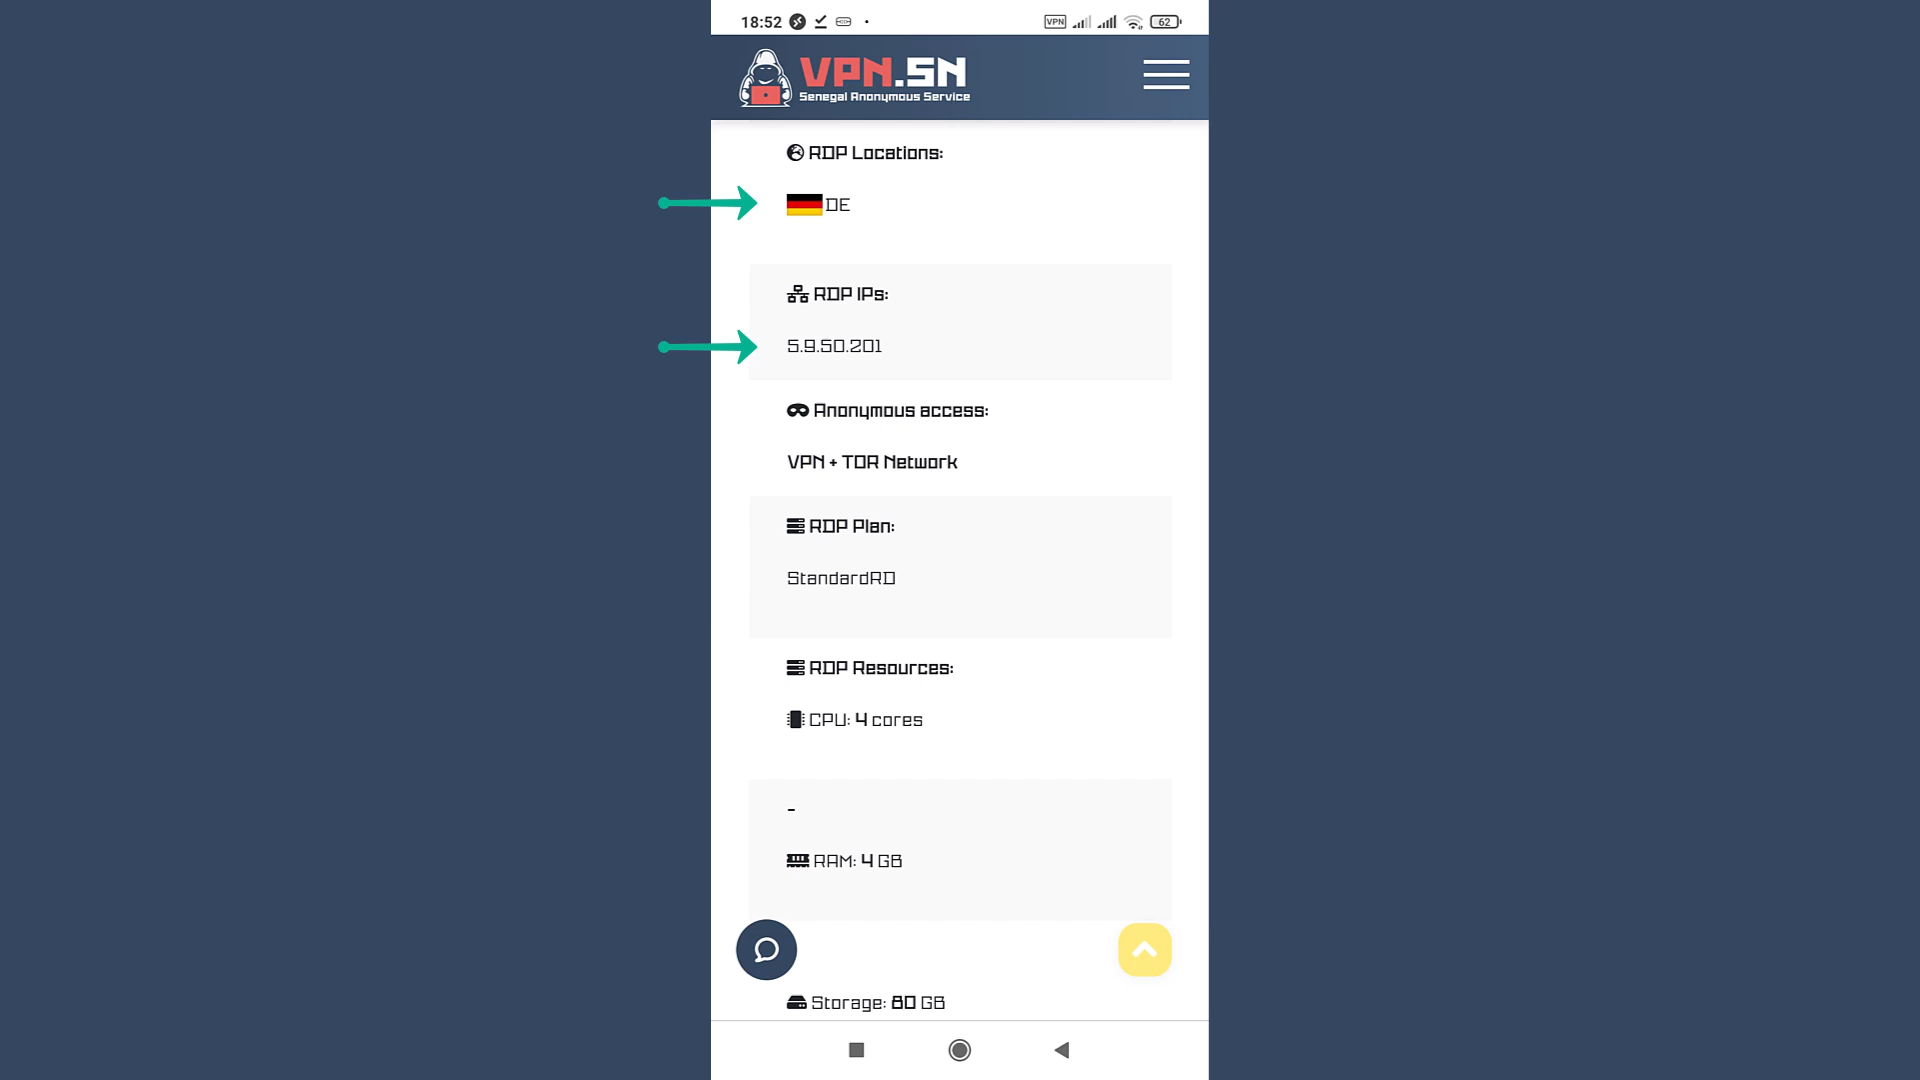 18:52
VPN
62
VPN.SN
Senegal Anonymous Service
RDP Locations:
DE
RDP IPs:
5.9.50.201
Anonymous access:
VPN + TOR Network
RDP Plan:
StandardRD
RDP Resources:
CPU: 4 cores
-
RAM: 4 GB
Storage: 80 GB